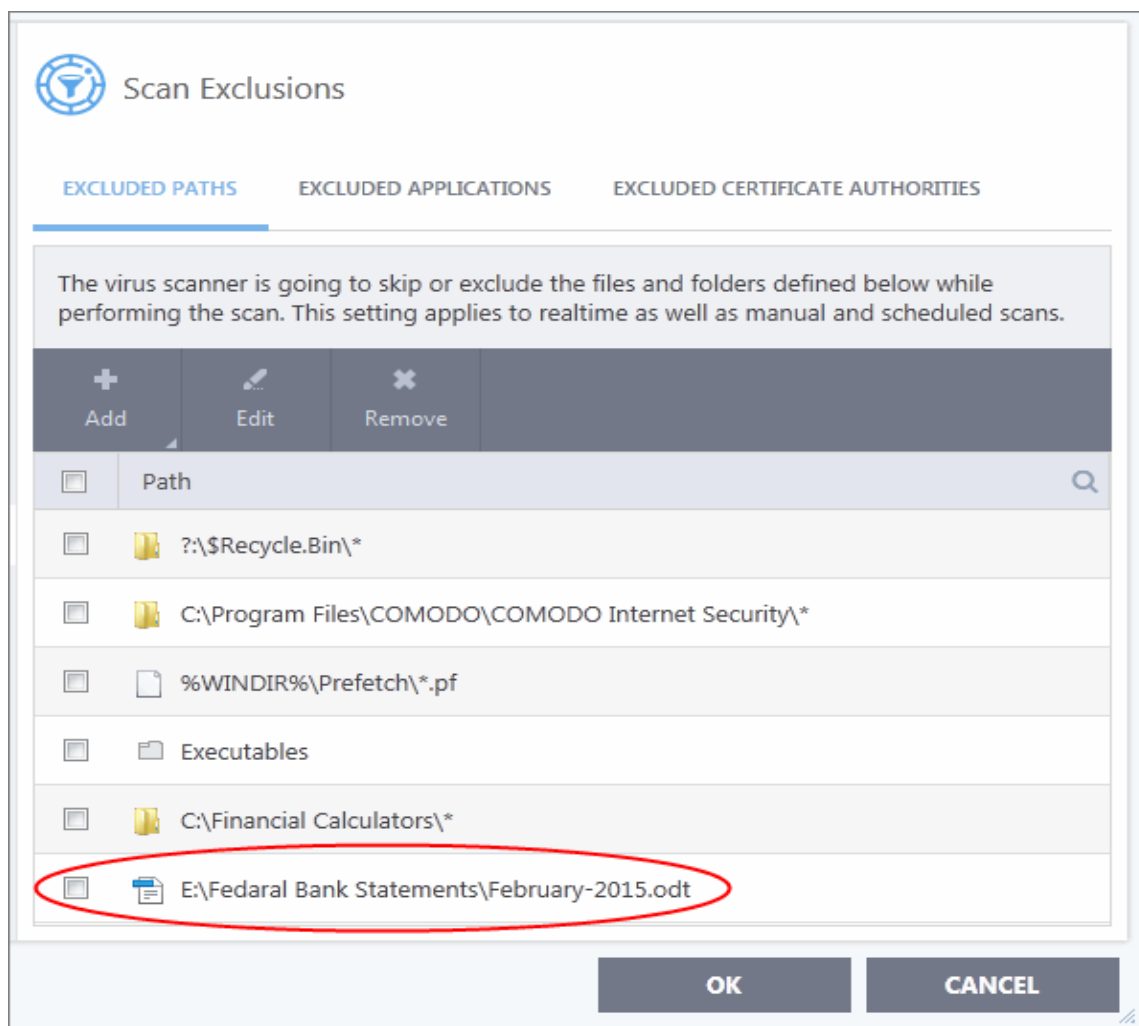 Scan Exclusions
EXCLUDED PATHS EXCLUDED APPLICATIONS EXCLUDED CERTIFICATE AUTHORITIES
The virus scanner is going to skip or exclude the files and folders defined below while
performing the scan. This setting applies to realtime as well as manual and scheduled scans.
Add Edit Remove
Path
?:\$Recycle.Bin\*
C:\Program Files\COMODO\COMODO Internet Security\*
%WINDIR%\Prefetch\*.pf
Executables
C:\Financial Calculators\*
E:\Fedaral Bank Statements\February-2015.odt
OK CANCEL